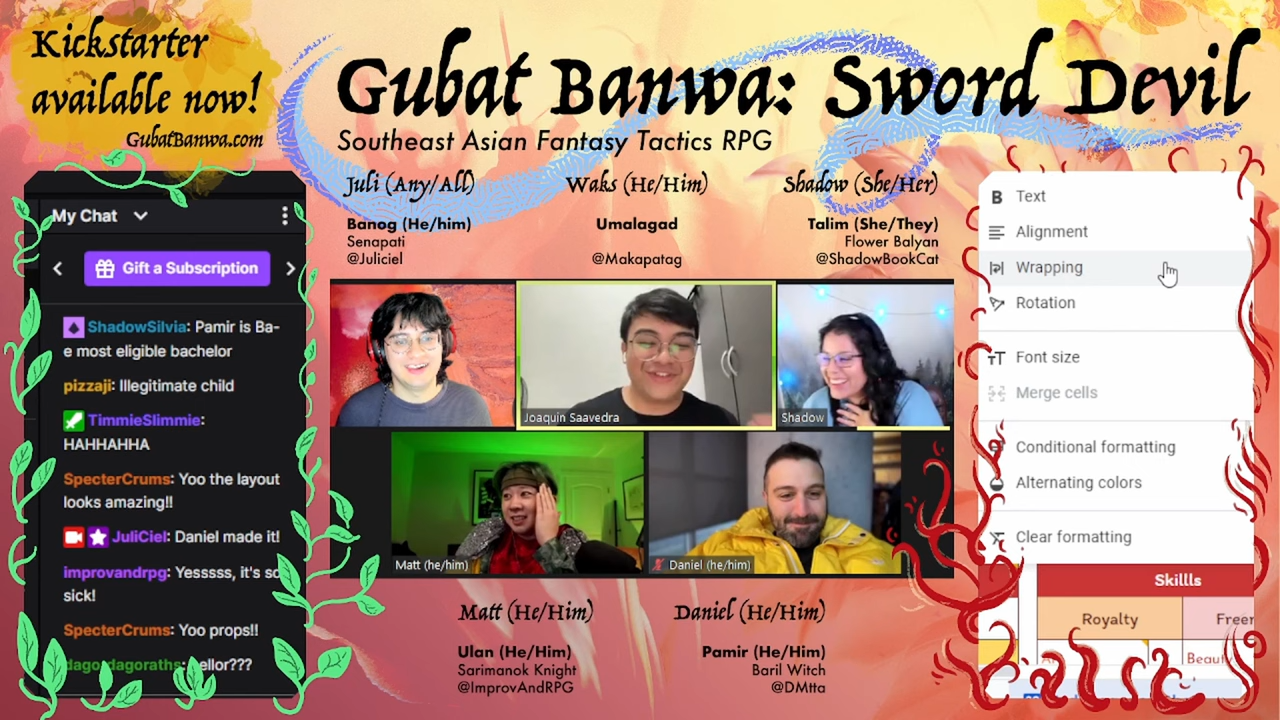 Kickstarter
available now!
GubatBanwa.com
Gubat Banwa: Sword Devil
Southeast Asian Fantasy Tactics RPG
Juli (Any/All)
Banog (He/him)
Senapati
@Juliciel
Waks (He/Him)
Umalagad
@Makapatag
Shadow (She/Her)
Talim (She/They)
Flower Balyan
@ShadowBookCat
My Chat
Gift a Subscription
ShadowSilvia: Pamir is Ba-
e most eligible bachelor
pizzaji: Illegitimate child
TimmieSlimmie:
HAHHAHHA
SpecterCrums: Yoo the layout
looks amazing!!
JuliCiel: Daniel made it!
improvandrpg: Yesssss, it's so
sick!
SpecterCrums: Yoo props!!
dagordagoraths: ellor???
Joaquin Saavedra
Shadow
Matt (he/him)
Daniel (he/him)
Matt (He/Him)
Ulan (He/Him)
Sarimanok Knight
@ImprovAndRPG
Daniel (He/Him)
Pamir (He/Him)
Baril Witch
@DMtta
Text
Alignment
Wrapping
Rotation
Font size
Merge cells
Conditional formatting
Alternating colors
Clear formatting
Skillls
Royalty
Beauty